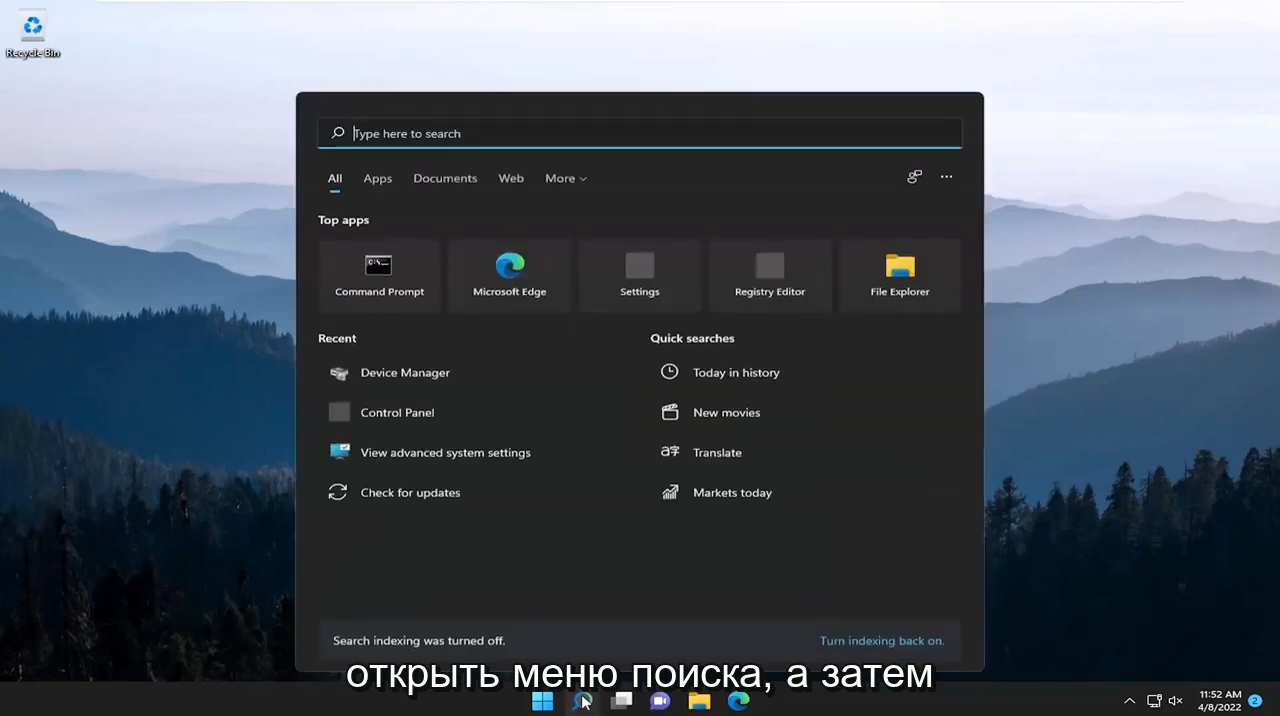 Recycle Bin
Type here to search
All Apps Documents Web More
Top apps
Command Prompt Microsoft Edge Settings Registry Editor File Explorer
Recent Quick searches
Device Manager Today in history
Control Panel New movies
View advanced system settings Translate
Check for updates Markets today
Search indexing was turned off. Turn indexing back on.
открыть меню поиска, а затем
11:52 AM
4/8/2022 2